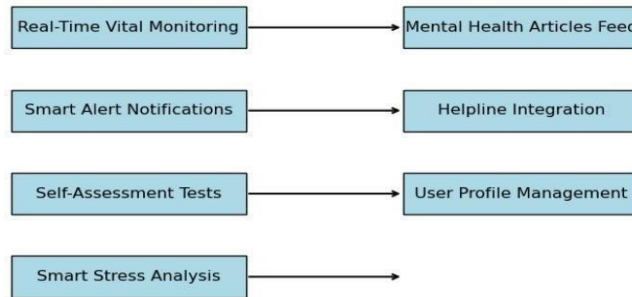 Real-Time Vital Monitoring
Mental Health Articles Feed
Smart Alert Notifications
Helpline Integration
Self-Assessment Tests
User Profile Management
Smart Stress Analysis